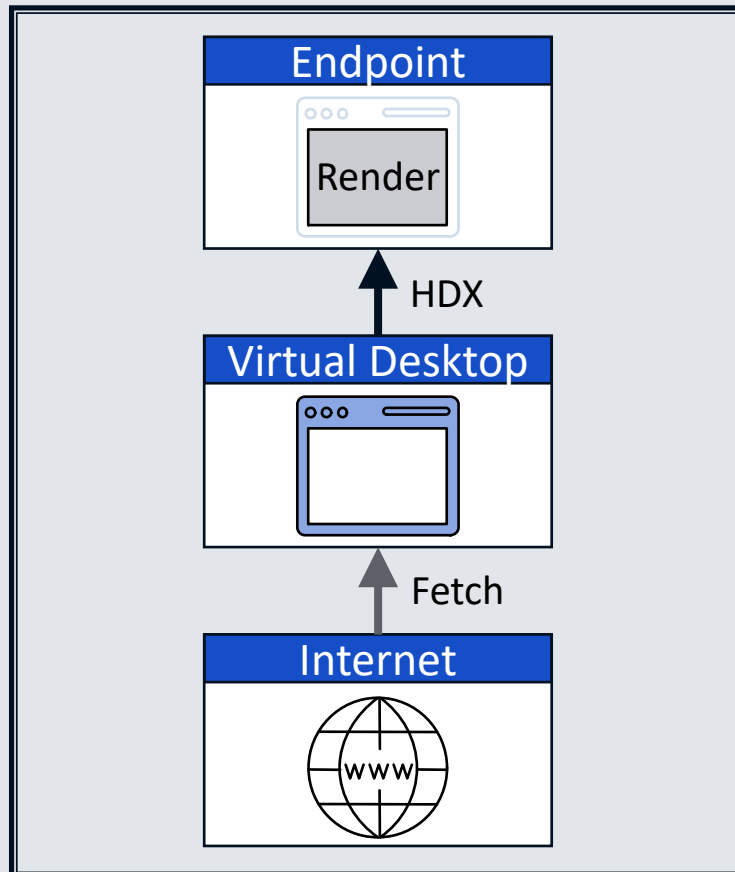 Endpoint
Render
HDX
Virtual Desktop
Fetch
Internet
WWW